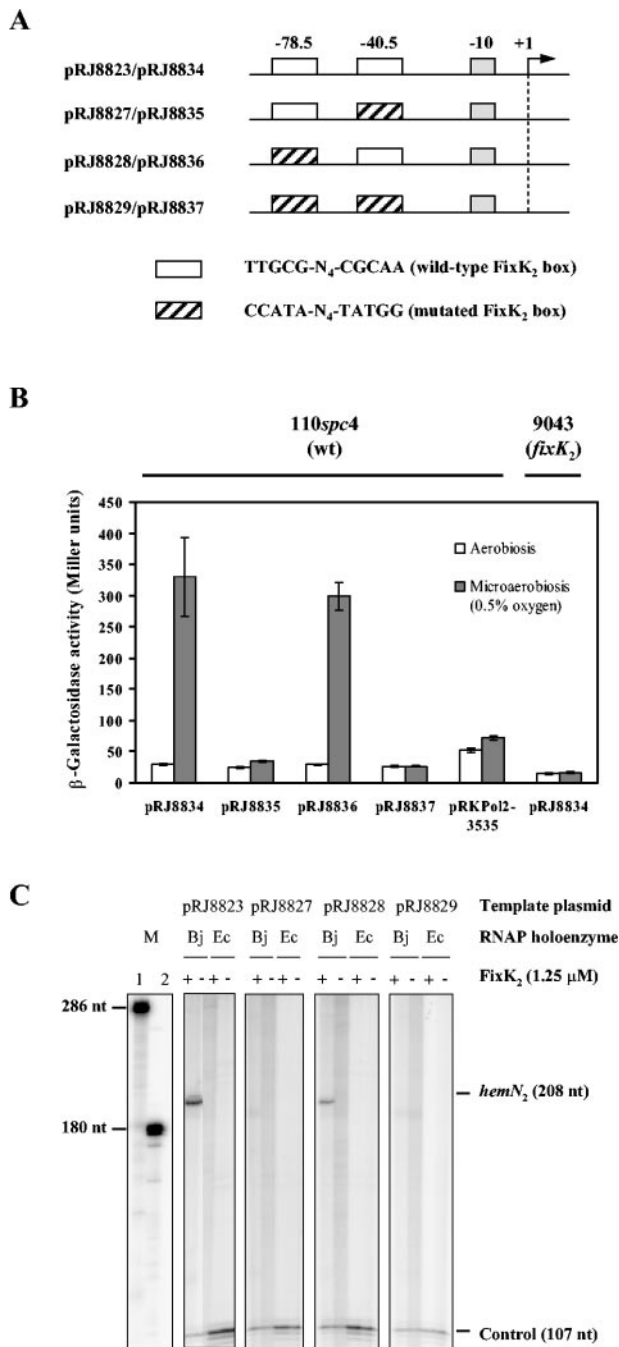 A
-78.5 -40.5 -10 +1
pRJ8823/pRJ8834
pRJ8827/pRJ8835
pRJ8828/pRJ8836
pRJ8829/pRJ8837
TTGCG-N4-CGCAA (wild-type FixK2 box)
CCATA-N4-TATGG (mutated FixK2 box)
B
110spc4 9043
(wt) (fixK2)
β-Galactosidase activity (Miller units)
450
400
350
300
250
200
150
100
50
0
Aerobiosis
Microaerobiosis
(0.5% oxygen)
pRJ8834 pRJ8835 pRJ8836 pRJ8837 pRKPol2-3535 pRJ8834
C
pRJ8823 pRJ8827 pRJ8828 pRJ8829 Template plasmid
M Bj Ec Bj Ec Bj Ec Bj Ec RNAP holoenzyme
1 2 + - + - + - + - + - + - + - + - FixK2 (1.25 μM)
286 nt
hemN2 (208 nt)
180 nt
Control (107 nt)